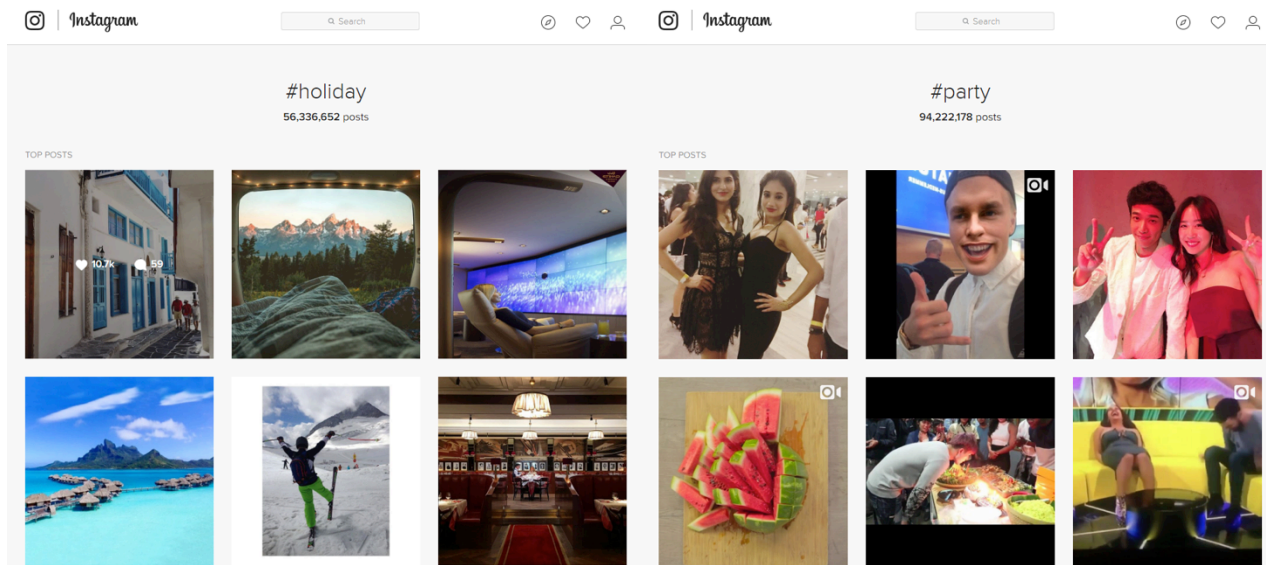 Instagram
Search
#holiday
56,336,652 posts
TOP POSTS
10.7k
59
Instagram
Search
#party
94,222,178 posts
TOP POSTS